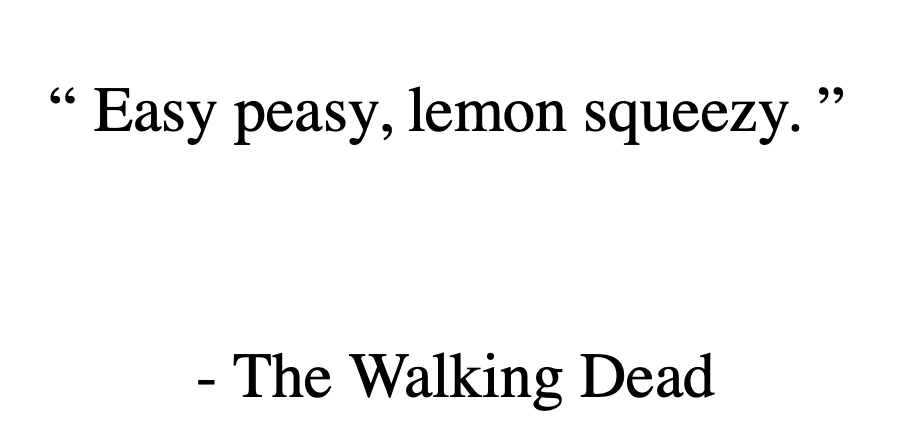 “ Easy peasy, lemon squeezy. ”
- The Walking Dead